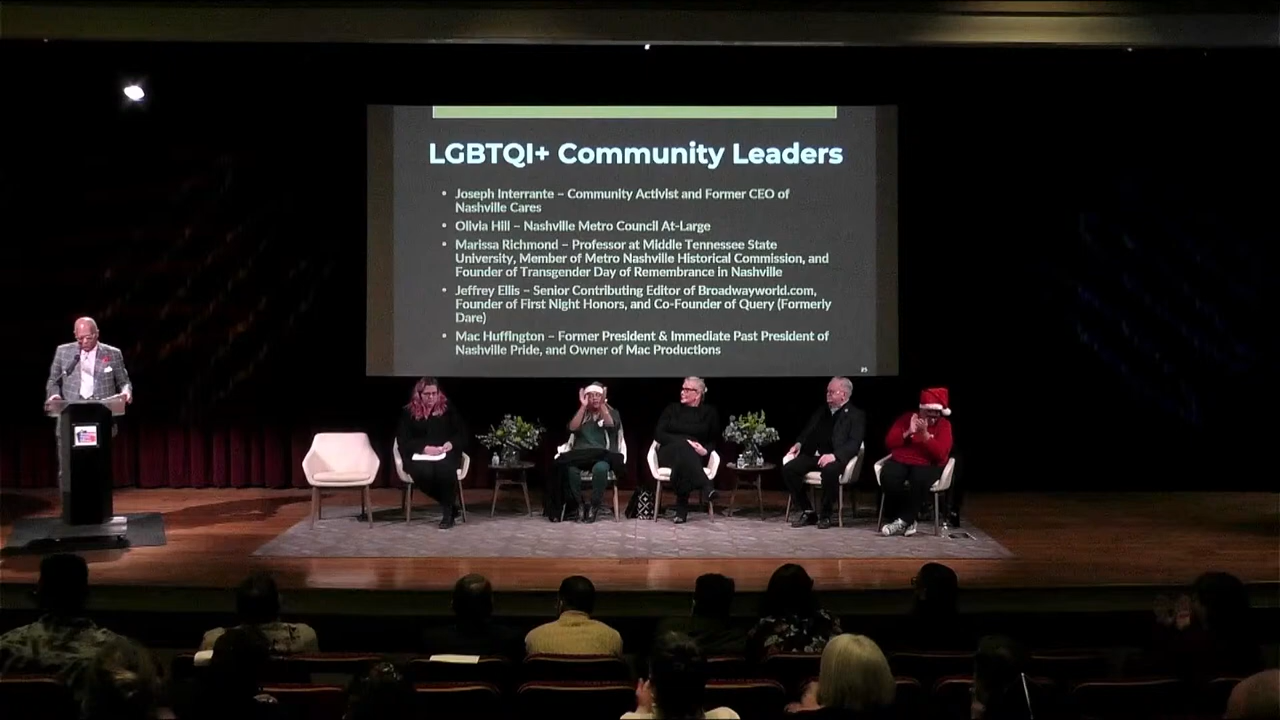 LGBTQI+ Community Leaders
• Joseph Interrante – Community Activist and Former CEO of
Nashville Cares
• Olivia Hill – Nashville Metro Council At-Large
• Marissa Richmond – Professor at Middle Tennessee State
University, Member of Metro Nashville Historical Commission, and
Founder of Transgender Day of Remembrance in Nashville
• Jeffrey Ellis – Senior Contributing Editor of Broadwayworld.com,
Founder of First Night Honors, and Co-Founder of Query (Formerly
Dare)
• Mac Huffington – Former President & Immediate Past President of
Nashville Pride, and Owner of Mac Productions